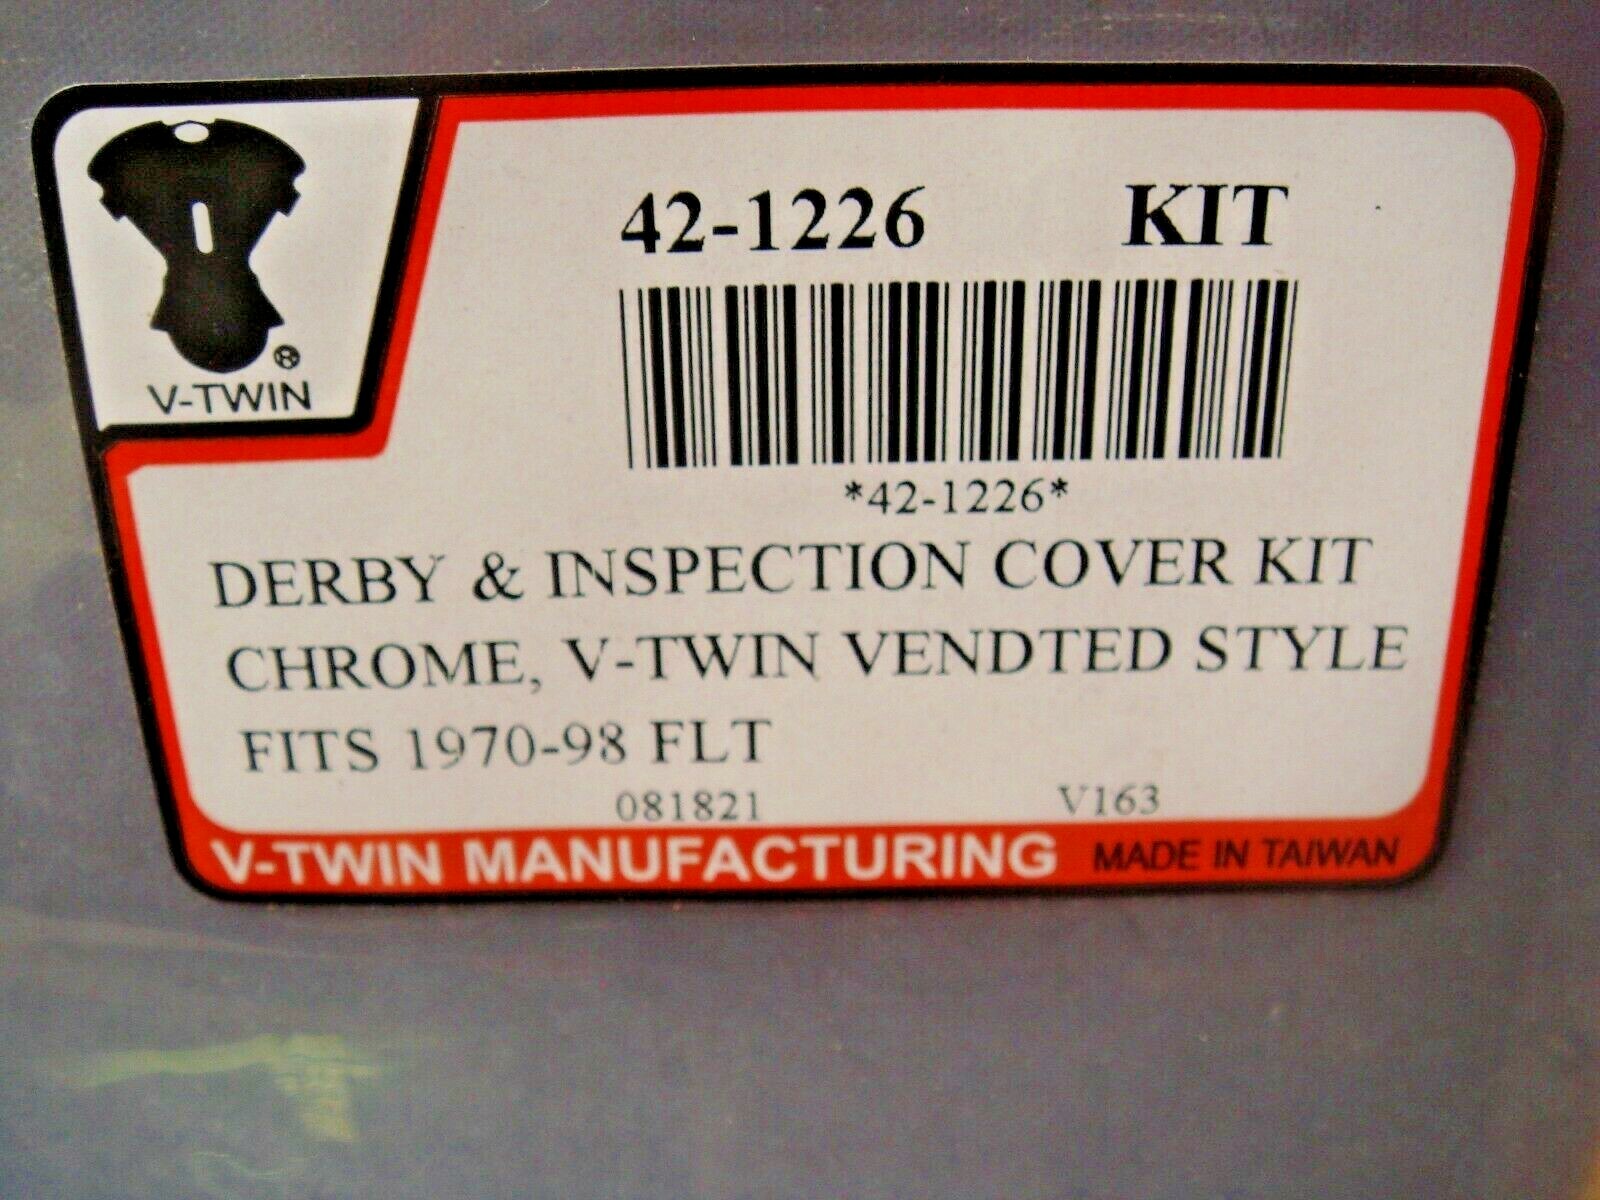 42-1226 KIT
®
V-TWIN
*42-1226*
DERBY & INSPECTION COVER KIT
CHROME, V-TWIN VENDTED STYLE
FITS 1970-98 FLT
081821 V163
V-TWIN MANUFACTURING MADE IN TAIWAN